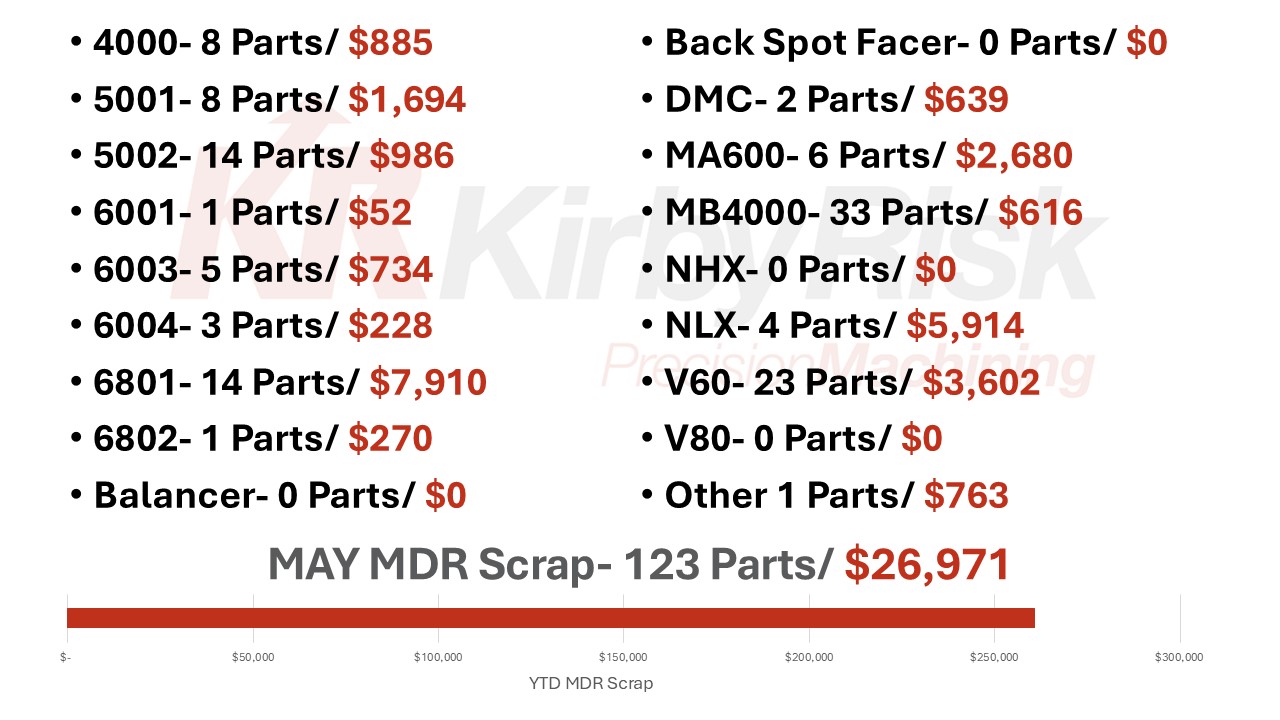 • 4000- 8 Parts/ $885
• 5001- 8 Parts/ $1,694
• 5002- 14 Parts/ $986
• 6001- 1 Parts/ $52
• 6003- 5 Parts/ $734
• 6004- 3 Parts/ $228
• 6801- 14 Parts/ $7,910
• 6802- 1 Parts/ $270
• Balancer- 0 Parts/ $0
• Back Spot Facer- 0 Parts/ $0
• DMC- 2 Parts/ $639
• MA600- 6 Parts/ $2,680
• MB4000- 33 Parts/ $616
• NHX- 0 Parts/ $0
• NLX- 4 Parts/ $5,914
• V60- 23 Parts/ $3,602
• V80- 0 Parts/ $0
• Other 1 Parts/ $763
KR KirbyRisk
PrecisionMachining
MAY MDR Scrap- 123 Parts/ $26,971
$- $50,000 $100,000 $150,000 $200,000 $250,000 $300,000
YTD MDR Scrap